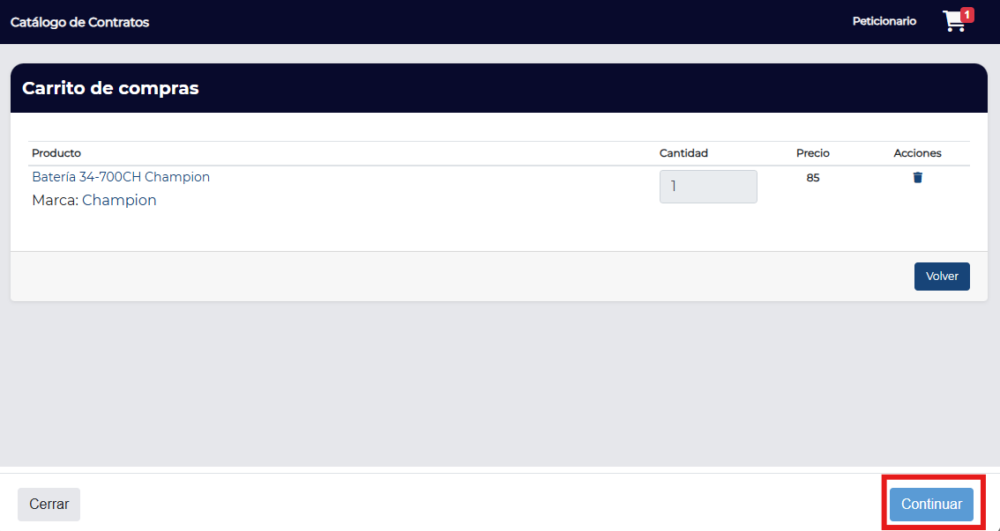 Catálogo de Contratos
Peticionario
1
Carrito de compras
Producto Cantidad Precio Acciones
Batería 34-700CH Champion 1 85
Marca: Champion
Volver
Cerrar Continuar